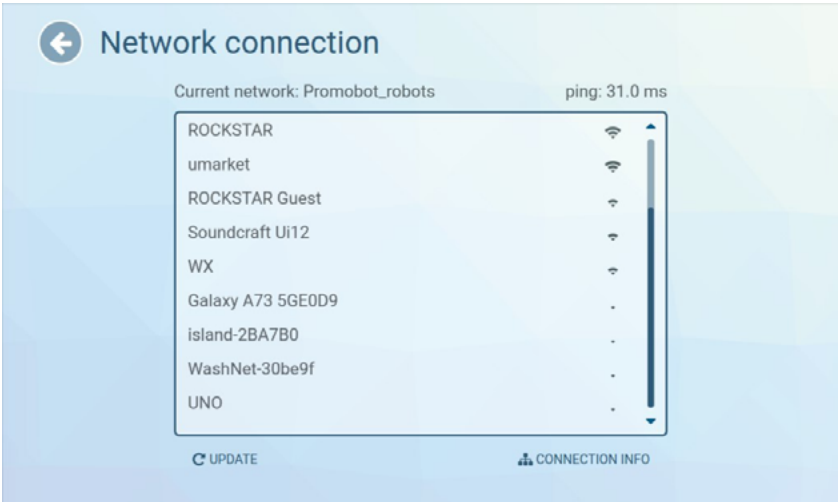 Network connection
Current network: Promobot_robots ping: 31.0 ms
ROCKSTAR
umarket
ROCKSTAR Guest
Soundcraft Ui12
WX
Galaxy A73 5GE0D9
island-2BA7B0
WashNet-30be9f
UNO
UPDATE CONNECTION INFO